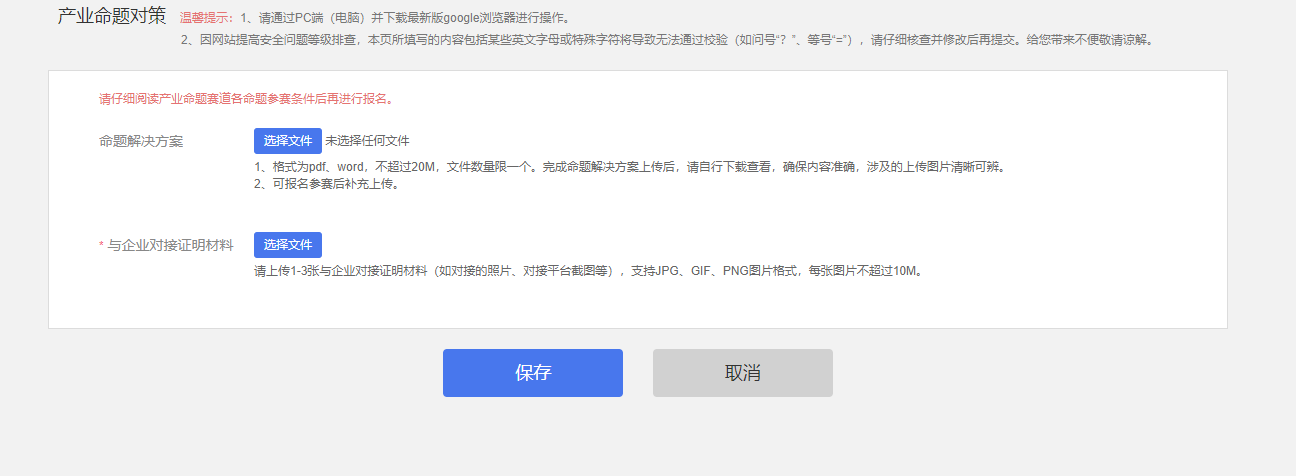 产业命题对策 温馨提示：1、请通过PC端（电脑）并下载最新版google浏览器进行操作。
2、因网站提高安全问题等级排查，本页所填写的内容包括某些英文字母或特殊字符将导致无法通过校验（如问号“？”、等号“=”），请仔细核查并修改后再提交。给您带来不便敬请谅解。
请仔细阅读产业命题赛道各命题参赛条件后再进行报名。
命题解决方案 选择文件 未选择任何文件
1、格式为pdf、word，不超过20M，文件数量限一个。完成命题解决方案上传后，请自行下载查看，确保内容准确，涉及的上传图片清晰可辨。
2、可报名参赛后补充上传。
* 与企业对接证明材料 选择文件
请上传1-3张与企业对接证明材料（如对接的照片、对接平台截图等），支持JPG、GIF、PNG图片格式，每张图片不超过10M。
保存 取消